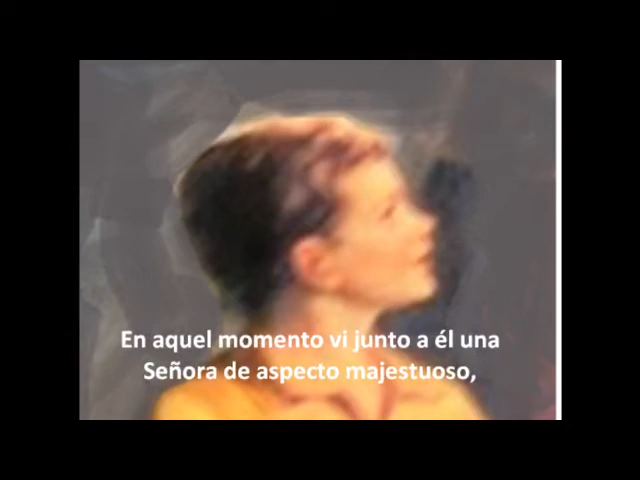 En aquel momento vi junto a él una
Señora de aspecto majestuoso,